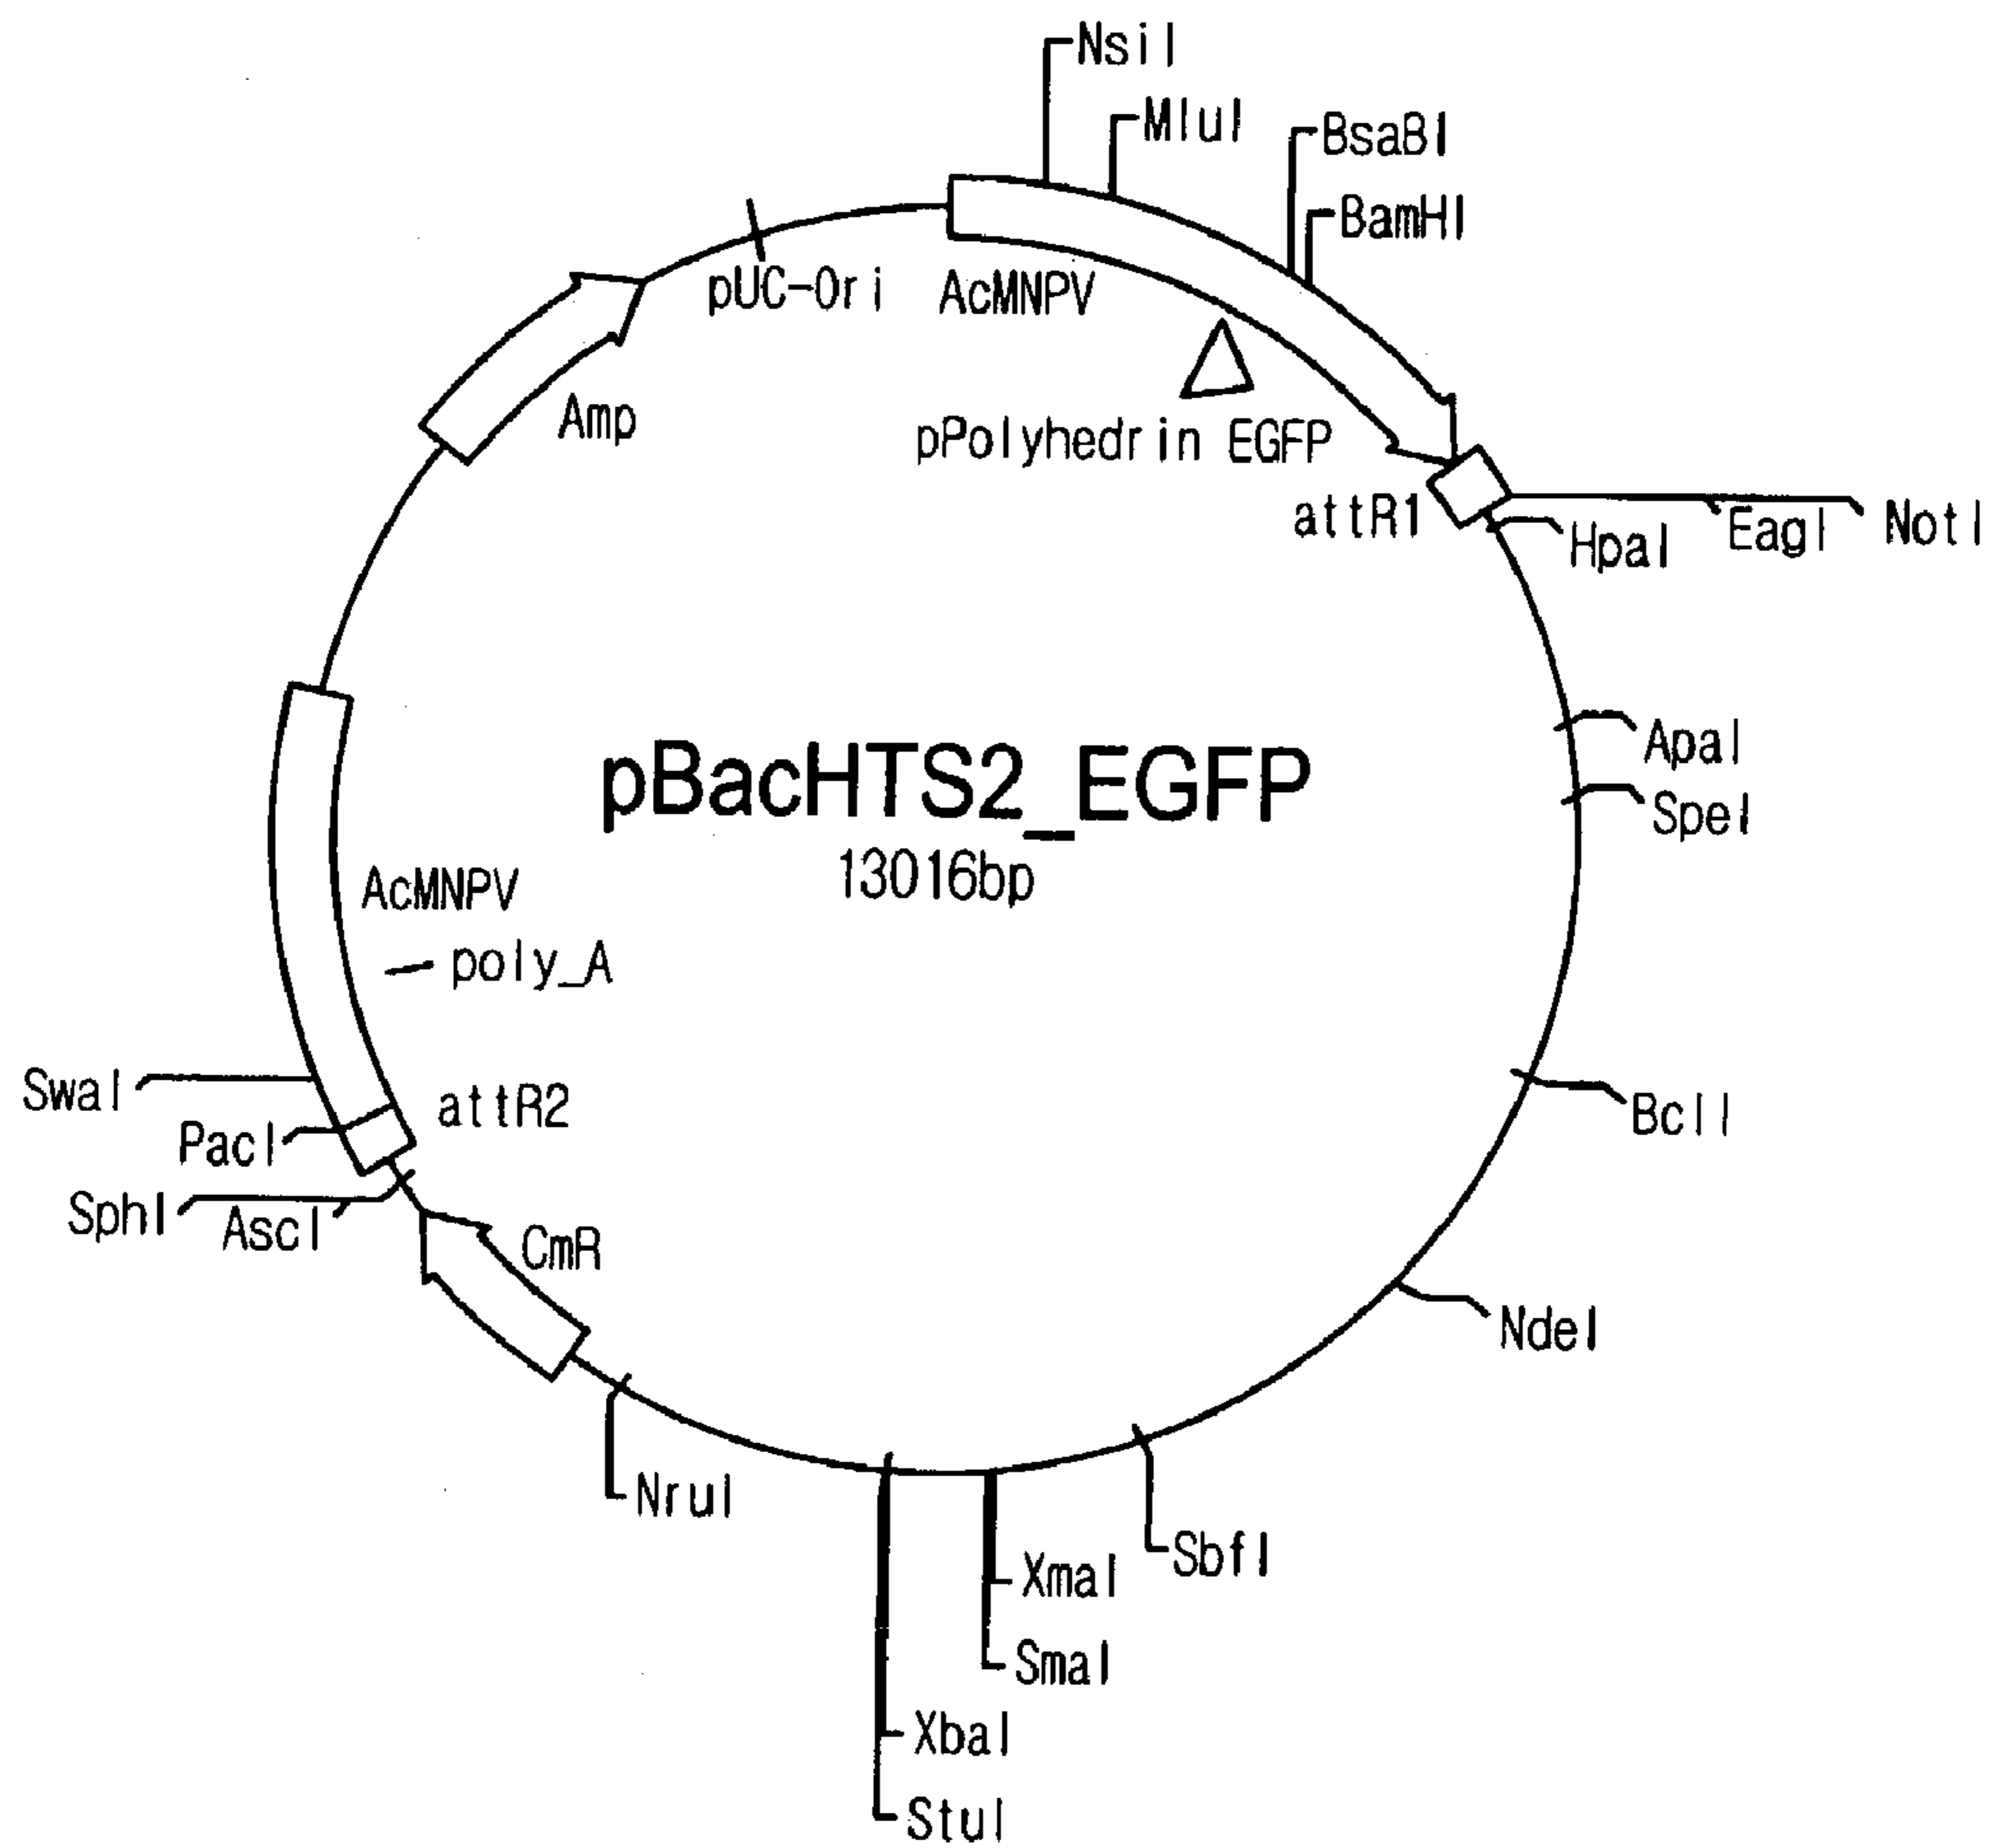 NsiI
MluI
BsaBI
BamHI
pUC-Ori
AcMNPV
Amp
pPolyhedrin EGFP
attR1
HpaI
EagI
NotI
ApaI
SpeI
pBacHTS2_EGFP
13016bp
AcMNPV
poly_A
SwaI
attR2
PacI
SphI
AscI
CmR
BclI
NdeI
NruI
SbfI
XmaI
SmaI
XbaI
StuI